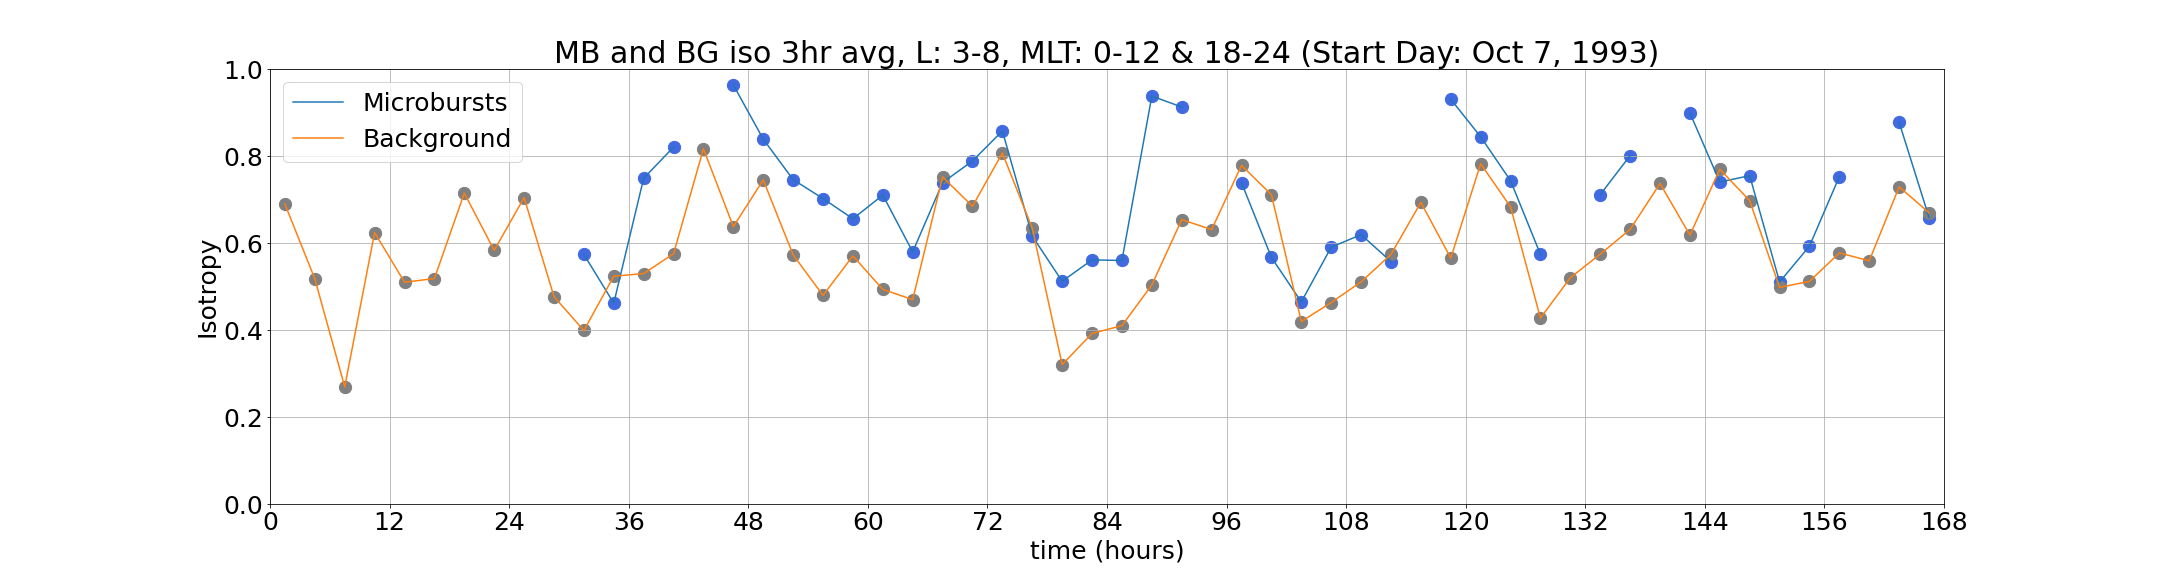 MB and BG iso 3hr avg, L: 3-8, MLT: 0-12 & 18-24 (Start Day: Oct 7, 1993)
1.0
0.8
0.6
0.4
0.2
0.0
Isotropy
Microbursts
Background
0 12 24 36 48 60 72 84 96 108 120 132 144 156 168
time (hours)